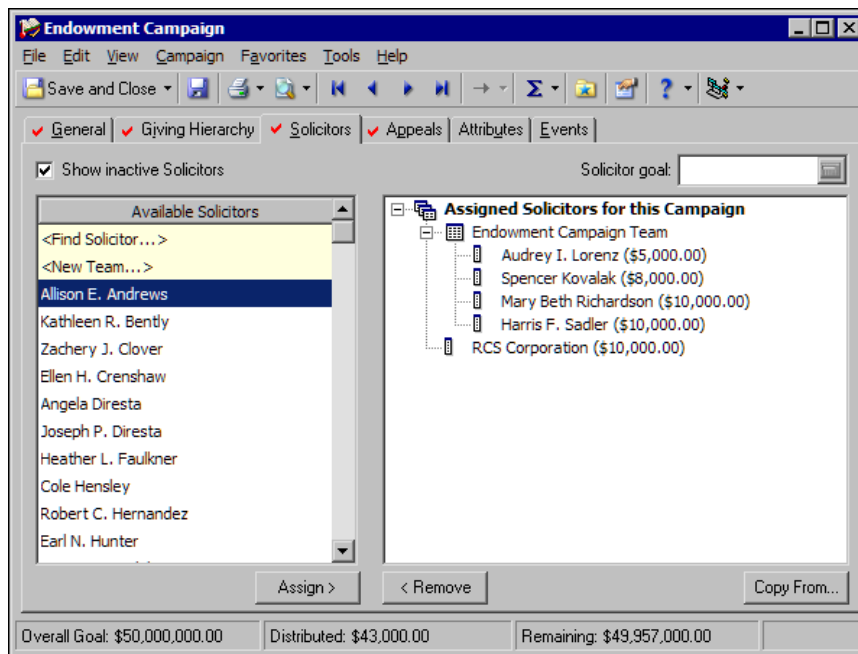 Endowment Campaign
File Edit View Campaign Favorites Tools Help
Save and Close
General Giving Hierarchy Solicitors Appeals Attributes Events
Show inactive Solicitors Solicitor goal:
Available Solicitors
<Find Solicitor...>
<New Team...>
Allison E. Andrews
Kathleen R. Bently
Zachery J. Clover
Ellen H. Crenshaw
Angela Diresta
Joseph P. Diresta
Heather L. Faulkner
Cole Hensley
Robert C. Hernandez
Earl N. Hunter
Assigned Solicitors for this Campaign
Endowment Campaign Team
Audrey I. Lorenz ($5,000.00)
Spencer Kovalak ($8,000.00)
Mary Beth Richardson ($10,000.00)
Harris F. Sadler ($10,000.00)
RCS Corporation ($10,000.00)
Assign > < Remove Copy From...
Overall Goal: $50,000,000.00 Distributed: $43,000.00 Remaining: $49,957,000.00